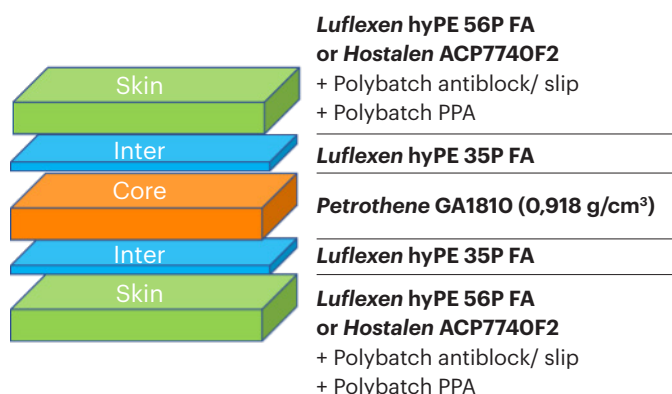 Luflexen hyPE 56P FA
or Hostalen ACP7740F2
Skin
+ Polybatch antiblock/ slip
+ Polybatch PPA
Inter
Luflexen hyPE 35P FA
Core
Petrothene GA1810 (0,918 g/cm³)
Inter
Luflexen hyPE 35P FA
Skin
Luflexen hyPE 56P FA
or Hostalen ACP7740F2
+ Polybatch antiblock/ slip
+ Polybatch PPA